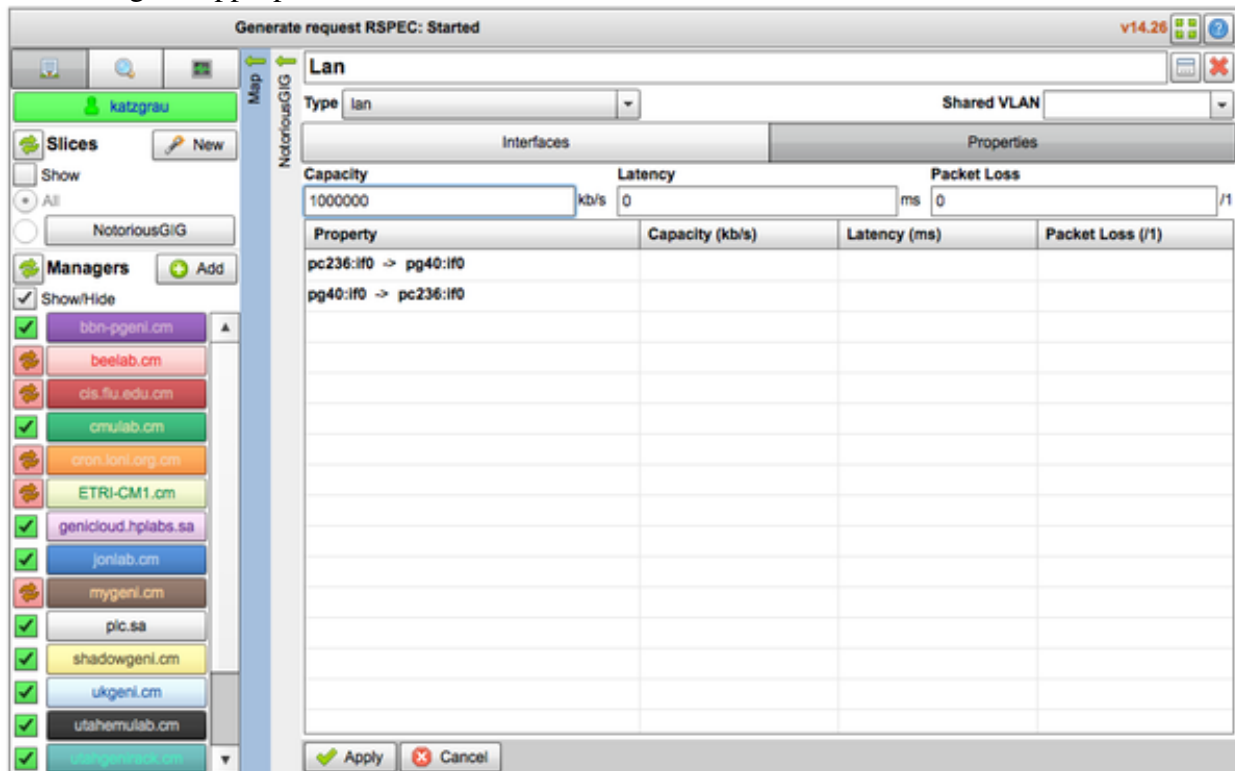 Generate request RSPEC: Started
v14.26
katzgrau
Slices
New
Show
All
NotoriousGIG
Managers
Add
Show/Hide
bbn-pgeni.cm
beelab.cm
cis.fiu.edu.cm
cmulab.cm
cron.loni.org.cm
ETRI-CM1.cm
genicloud.hplabs.sa
jonlab.cm
mygeni.cm
plc.sa
shadowgeni.cm
ukgeni.cm
utahemulab.cm
utahgenirack.cm
Map
NotoriousGIG
Lan
Type lan
Shared VLAN
Interfaces
Properties
Capacity Latency Packet Loss
1000000 kb/s 0 ms 0 /1
Property Capacity (kb/s) Latency (ms) Packet Loss (/1)
pc236:if0 -> pg40:if0
pg40:if0 -> pc236:if0
Apply
Cancel